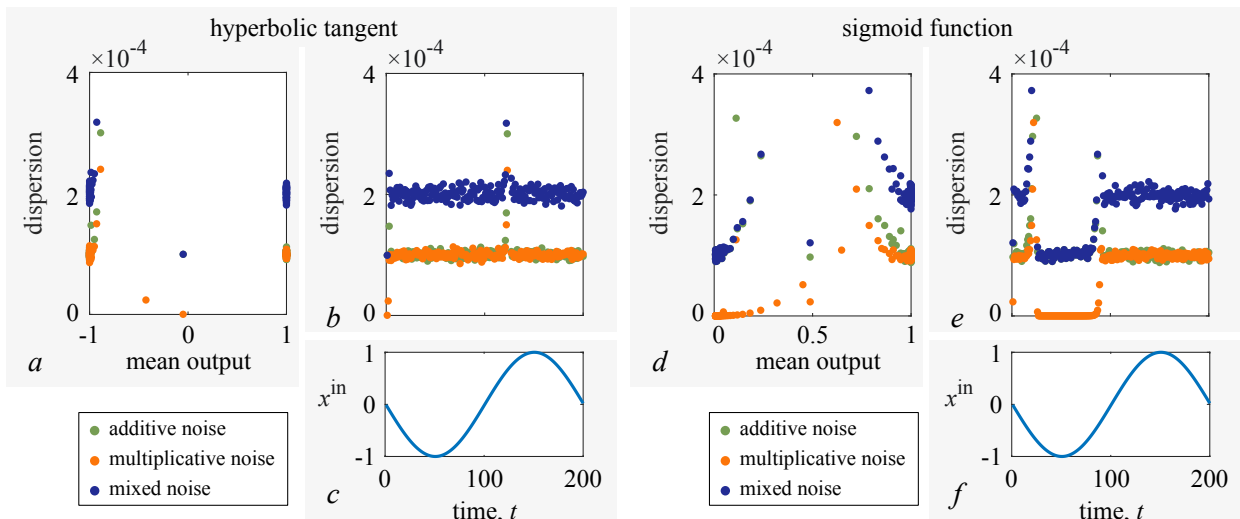 hyperbolic tangent
×10⁻⁴
4
2
0
dispersion
-1
0
1
mean output
a
×10⁻⁴
4
2
0
dispersion
b
1
0
-1
xⁱⁿ
0
100
200
time, t
c
additive noise
multiplicative noise
mixed noise
sigmoid function
×10⁻⁴
4
2
0
dispersion
0
0.5
1
mean output
d
×10⁻⁴
4
2
0
dispersion
e
1
0
-1
xⁱⁿ
0
100
200
time, t
f
additive noise
multiplicative noise
mixed noise